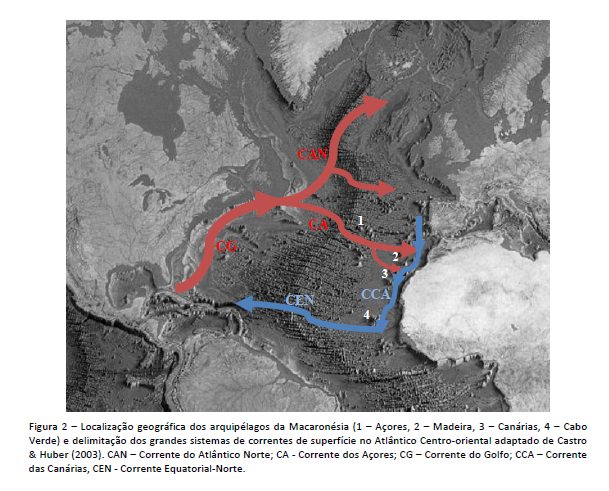 CAN
1
CA
CG
2
3
CCA
CEN
4
Figura 2 – Localização geográfica dos arquipélagos da Macaronésia (1 – Açores, 2 – Madeira, 3 – Canárias, 4 – Cabo
Verde) e delimitação dos grandes sistemas de correntes de superfície no Atlântico Centro-oriental adaptado de Castro
& Huber (2003). CAN – Corrente do Atlântico Norte; CA - Corrente dos Açores; CG – Corrente do Golfo; CCA – Corrente
das Canárias, CEN - Corrente Equatorial-Norte.